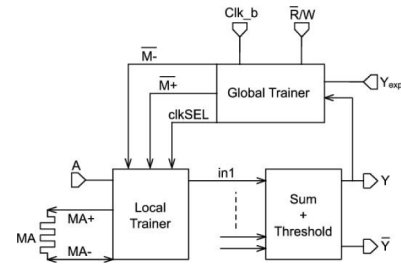 Clk_b
R̅/W
M̅-
M̅+
Global Trainer
Y_exp
clkSEL
A
in1
Y
MA+
Local
Trainer
Sum
+
Threshold
MA
MA-
Y̅